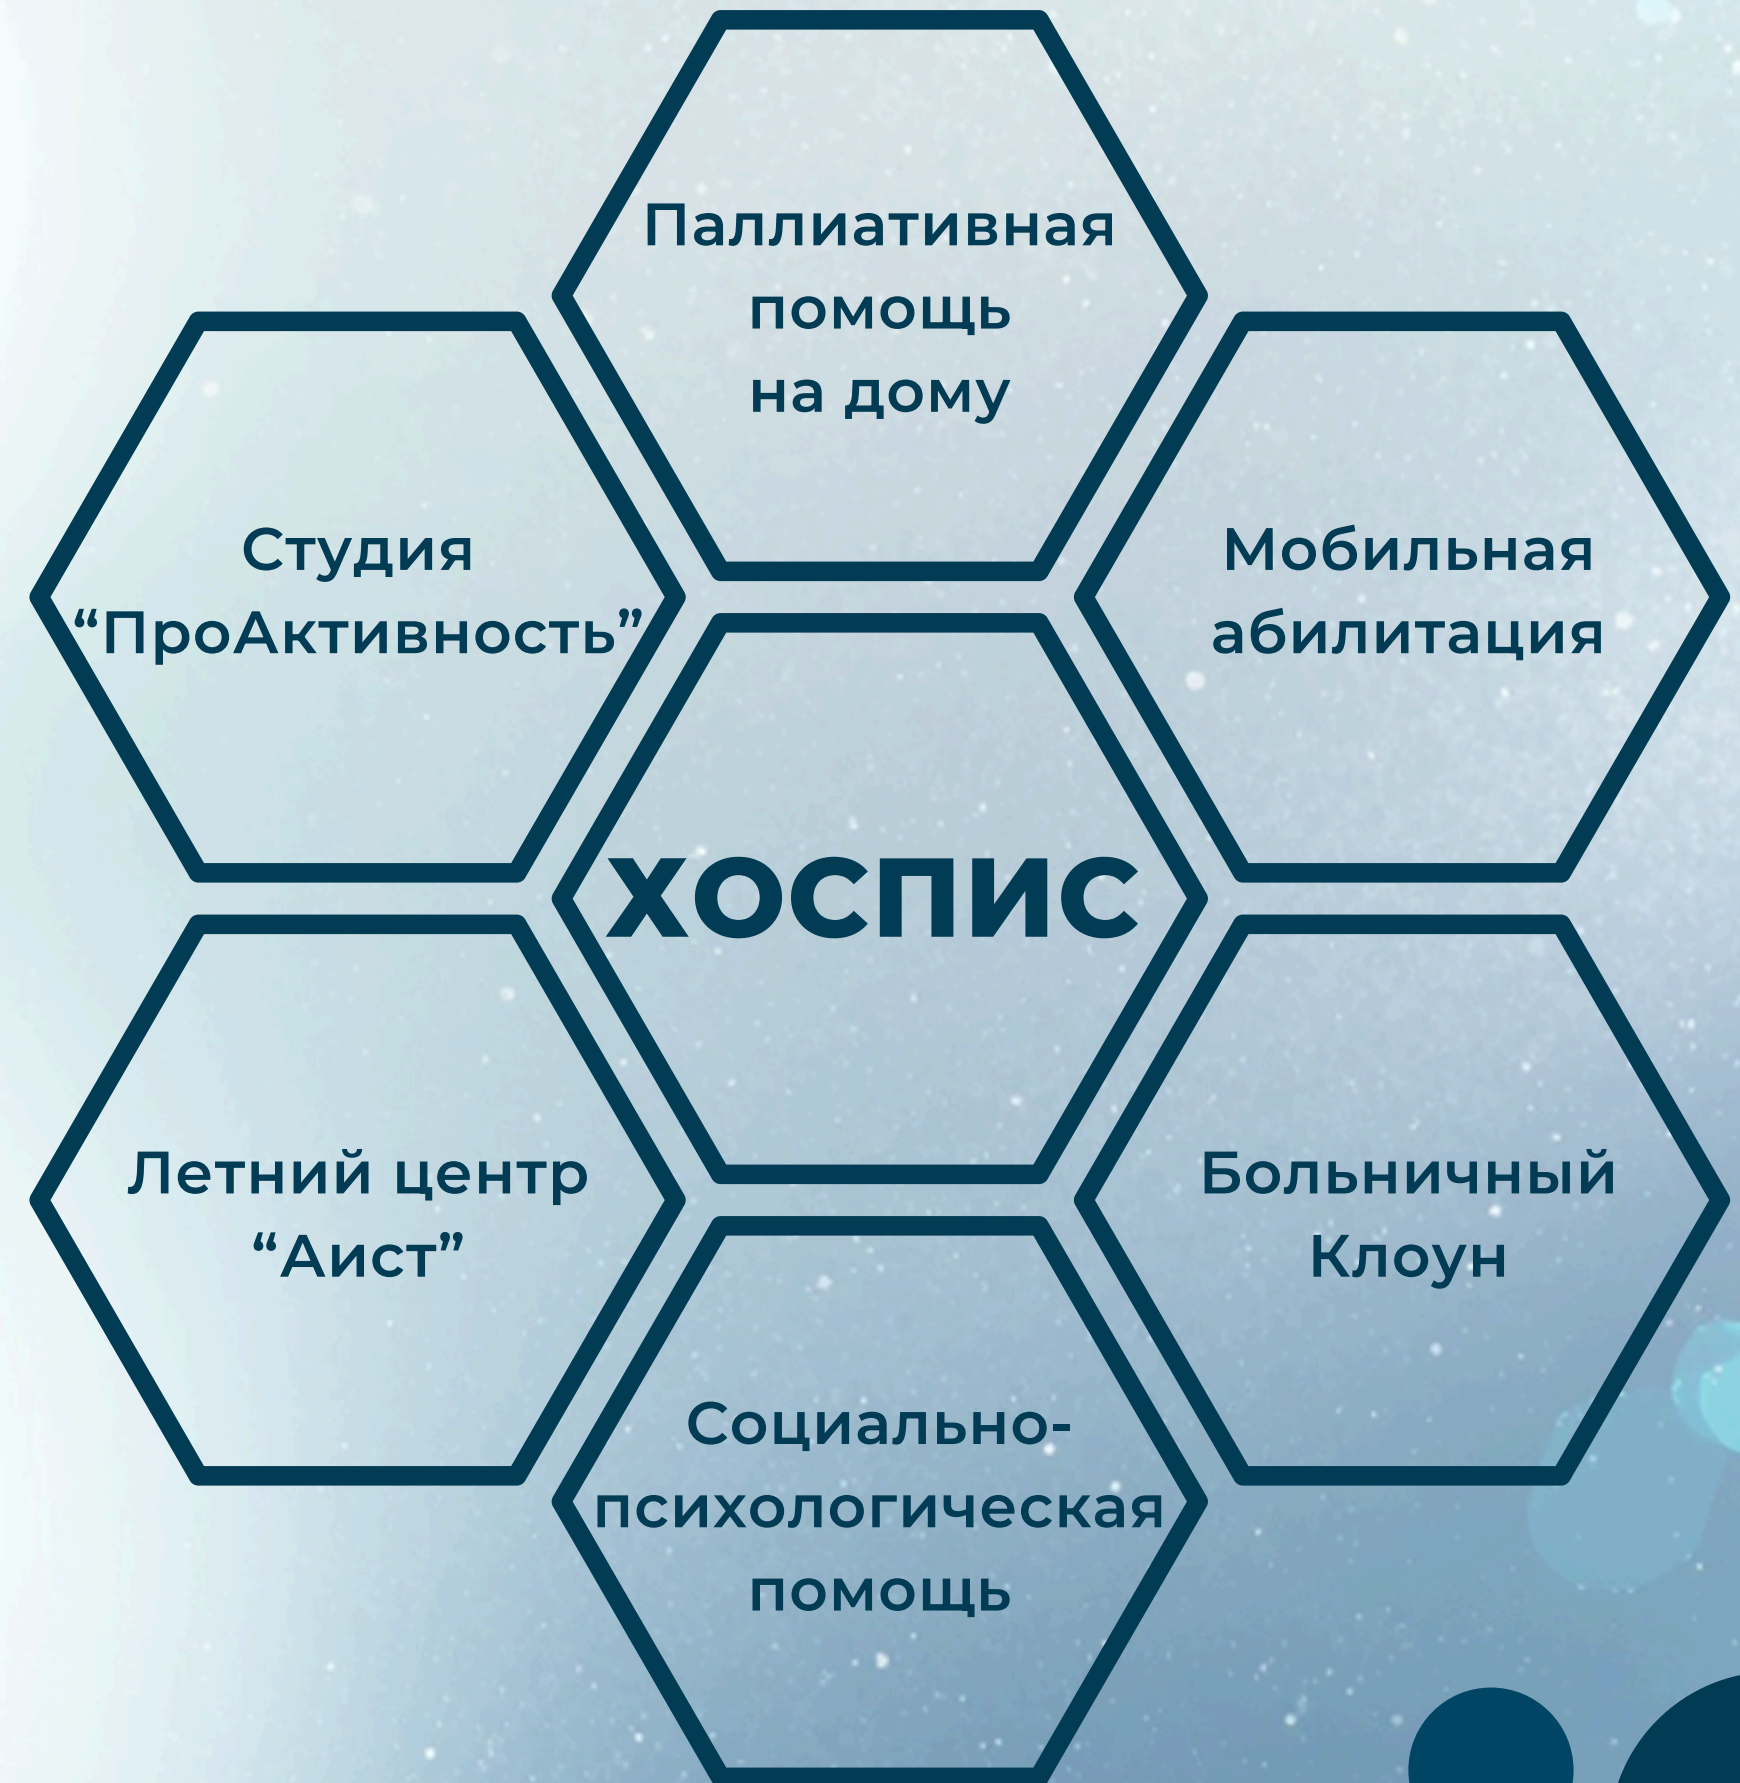 Паллиативная
помощь
на дому
Студия
“ПроАктивность”
Мобильная
абилитация
ХОСПИС
Летний центр
“Аист”
Больничный
Клоун
Социально-
психологическая
помощь